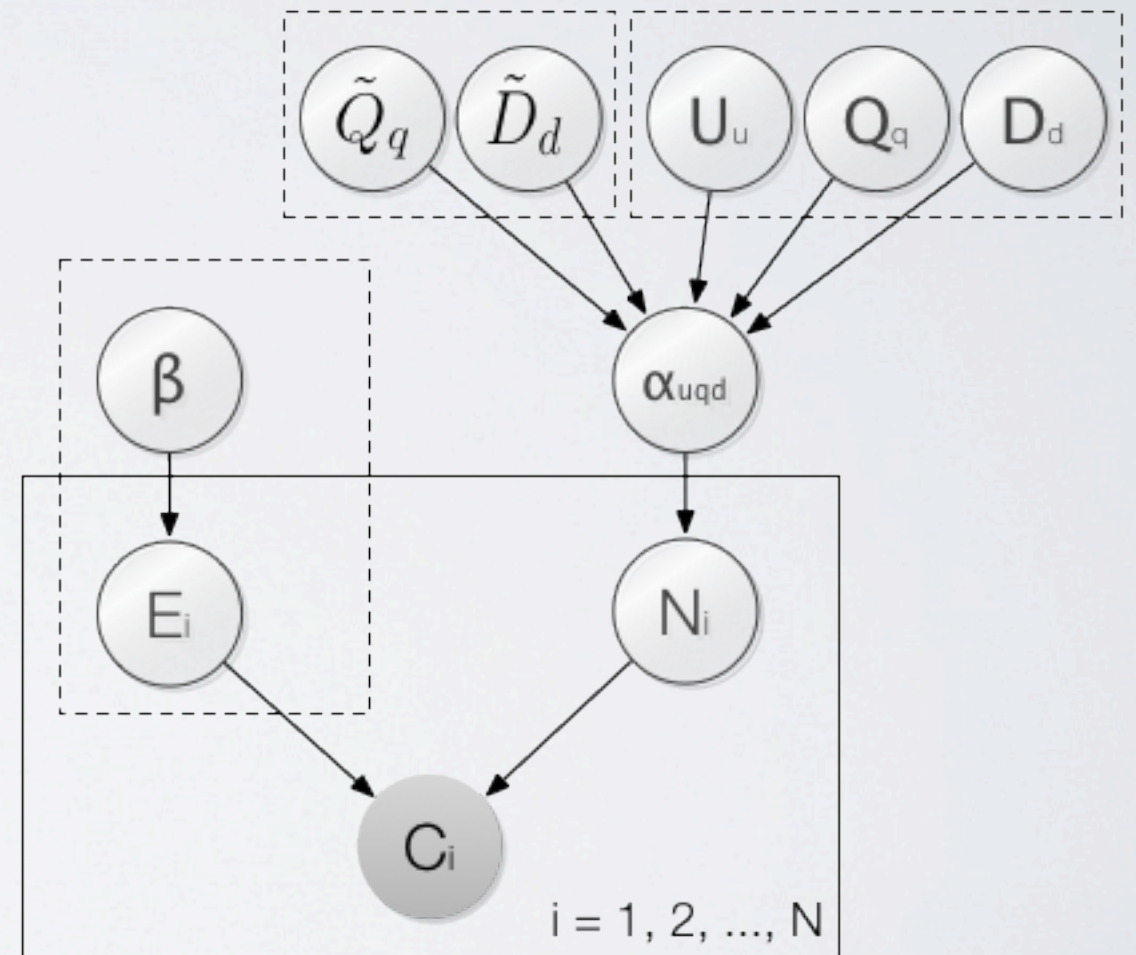 Q̃q D̃d Uu Qq Dd
β αuqd
Ei Ni
Ci
i = 1, 2, ..., N